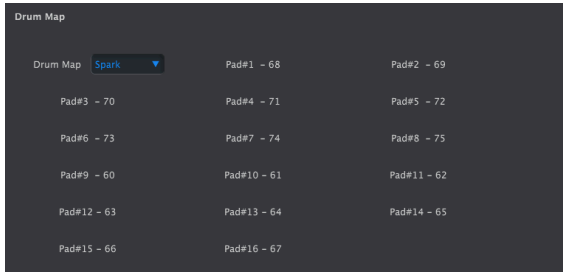 Drum Map
Drum Map Spark Pad#1 – 68 Pad#2 – 69
Pad#3 – 70 Pad#4 – 71 Pad#5 – 72
Pad#6 – 73 Pad#7 – 74 Pad#8 – 75
Pad#9 – 60 Pad#10 – 61 Pad#11 – 62
Pad#12 – 63 Pad#13 – 64 Pad#14 – 65
Pad#15 – 66 Pad#16 – 67